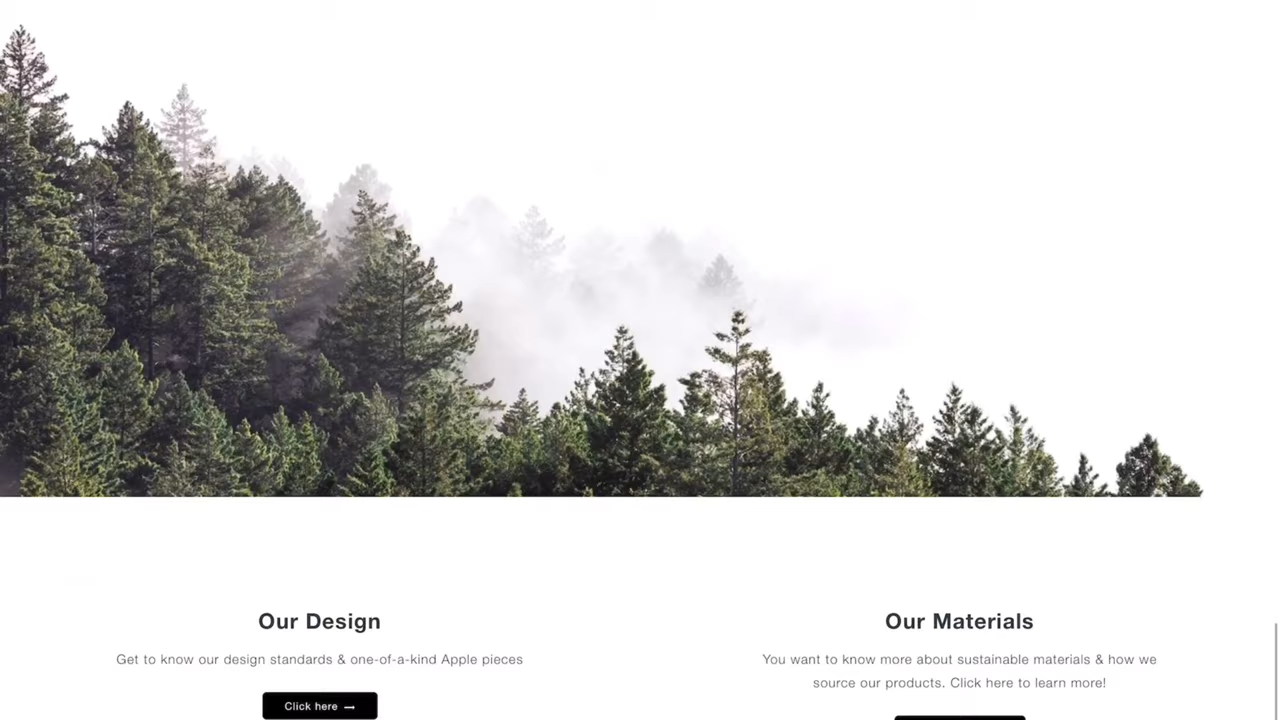 Our Design
Get to know our design standards & one-of-a-kind Apple pieces
Click here
Our Materials
You want to know more about sustainable materials & how we
source our products. Click here to learn more!